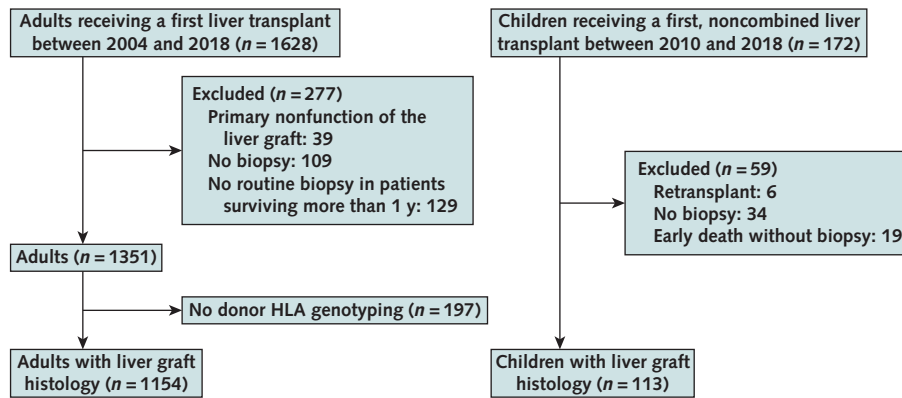 Adults receiving a first liver transplant
between 2004 and 2018 (n = 1628)
Excluded (n = 277)
Primary nonfunction of the
liver graft: 39
No biopsy: 109
No routine biopsy in patients
surviving more than 1 y: 129
Adults (n = 1351)
No donor HLA genotyping (n = 197)
Adults with liver graft
histology (n = 1154)
Children receiving a first, noncombined liver
transplant between 2010 and 2018 (n = 172)
Excluded (n = 59)
Retransplant: 6
No biopsy: 34
Early death without biopsy: 19
Children with liver graft
histology (n = 113)